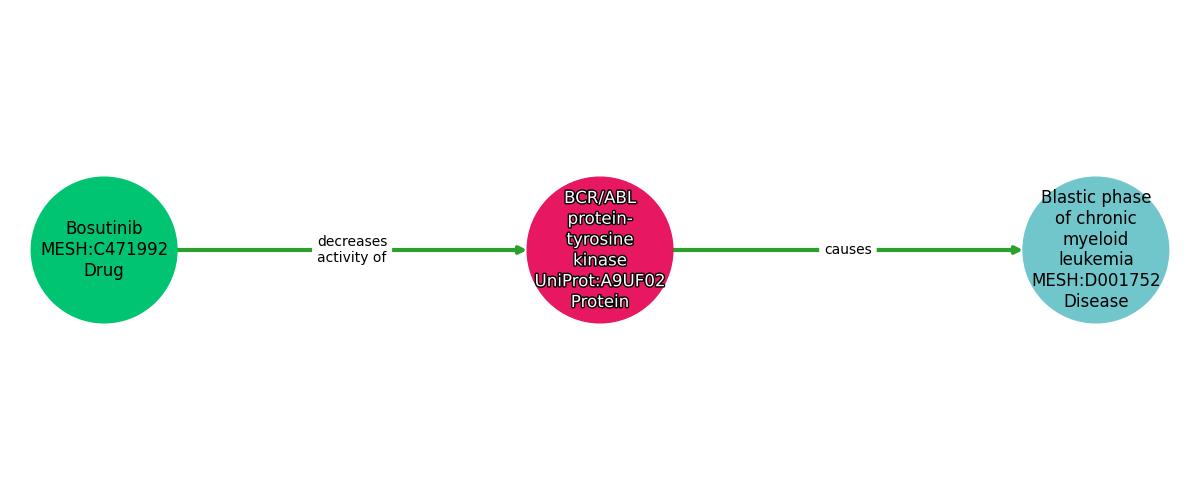 Bosutinib
MESH:C471992
Drug
decreases
activity of
BCR/ABL
protein-
tyrosine
kinase
UniProt:A9UF02
Protein
causes
Blastic phase
of chronic
myeloid
leukemia
MESH:D001752
Disease